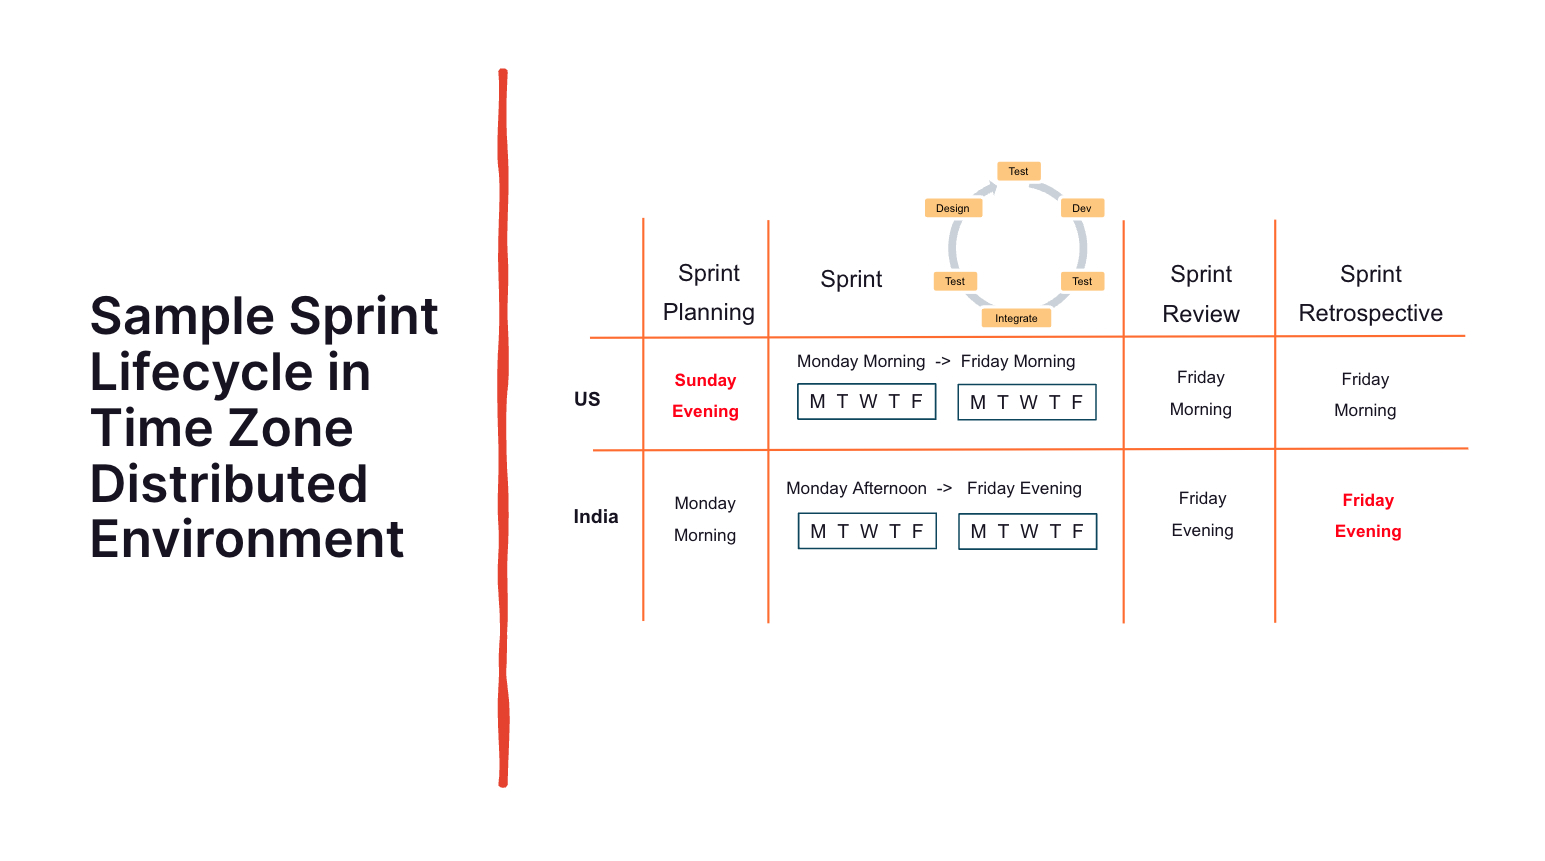 Sample Sprint
Lifecycle in
Time Zone
Distributed
Environment
Test
Design
Dev
Test
Test
Integrate
Sprint
Planning
Sprint
Sprint
Review
Sprint
Retrospective
US
Sunday
Evening
Monday Morning -> Friday Morning
M T W T F
M T W T F
Friday
Morning
Friday
Morning
India
Monday
Morning
Monday Afternoon -> Friday Evening
M T W T F
M T W T F
Friday
Evening
Friday
Evening